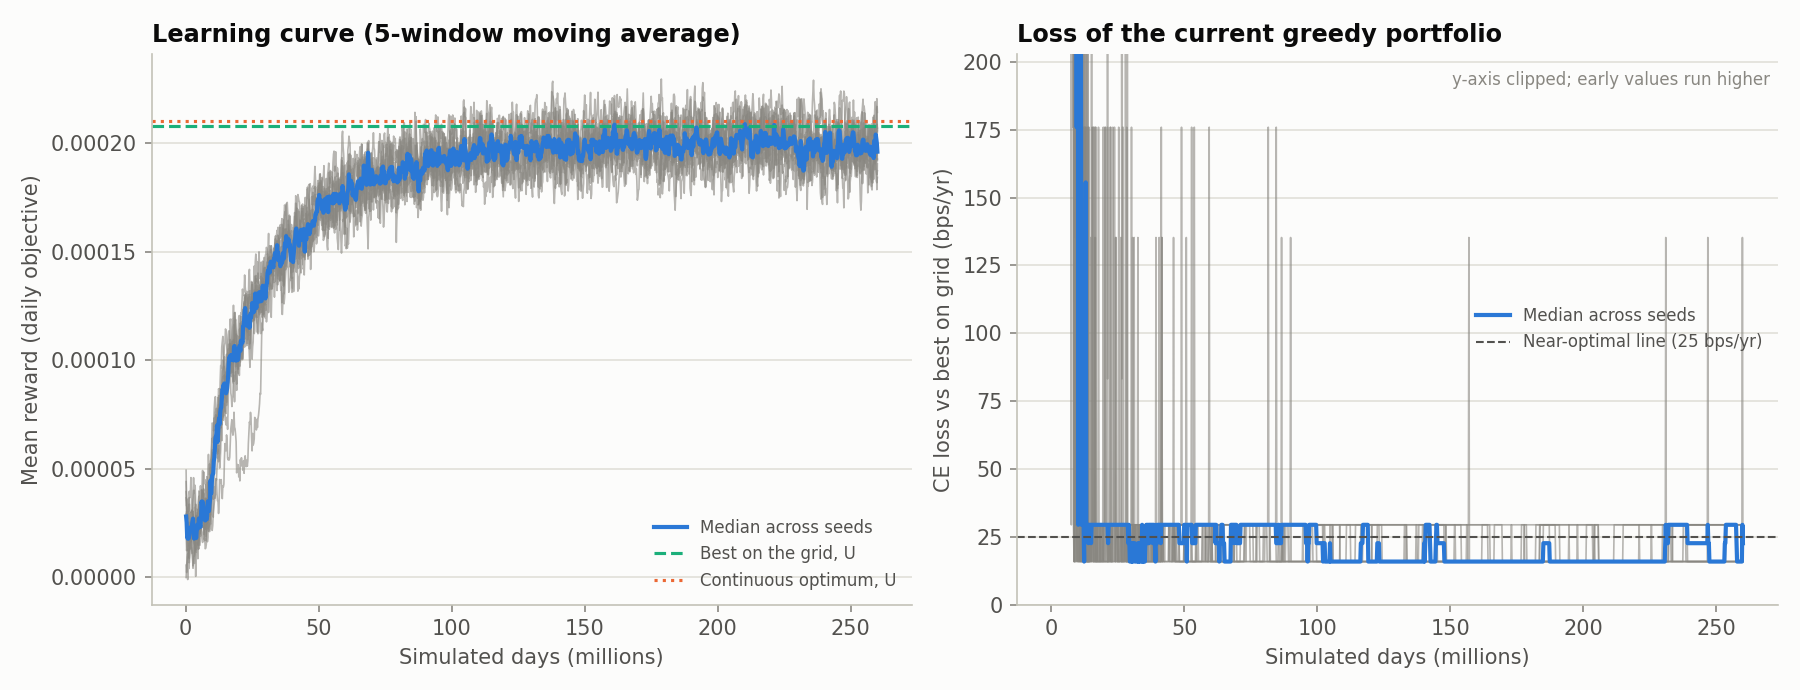 Learning curve (5-window moving average)
Mean reward (daily objective)
0.00020
0.00015
0.00010
0.00005
0.00000
Median across seeds
Best on the grid, U
Continuous optimum, U
0 50 100 150 200 250
Simulated days (millions)
Loss of the current greedy portfolio
CE loss vs best on grid (bps/yr)
y-axis clipped; early values run higher
200
175
150
125
100
75
50
25
0
Median across seeds
Near-optimal line (25 bps/yr)
0 50 100 150 200 250
Simulated days (millions)